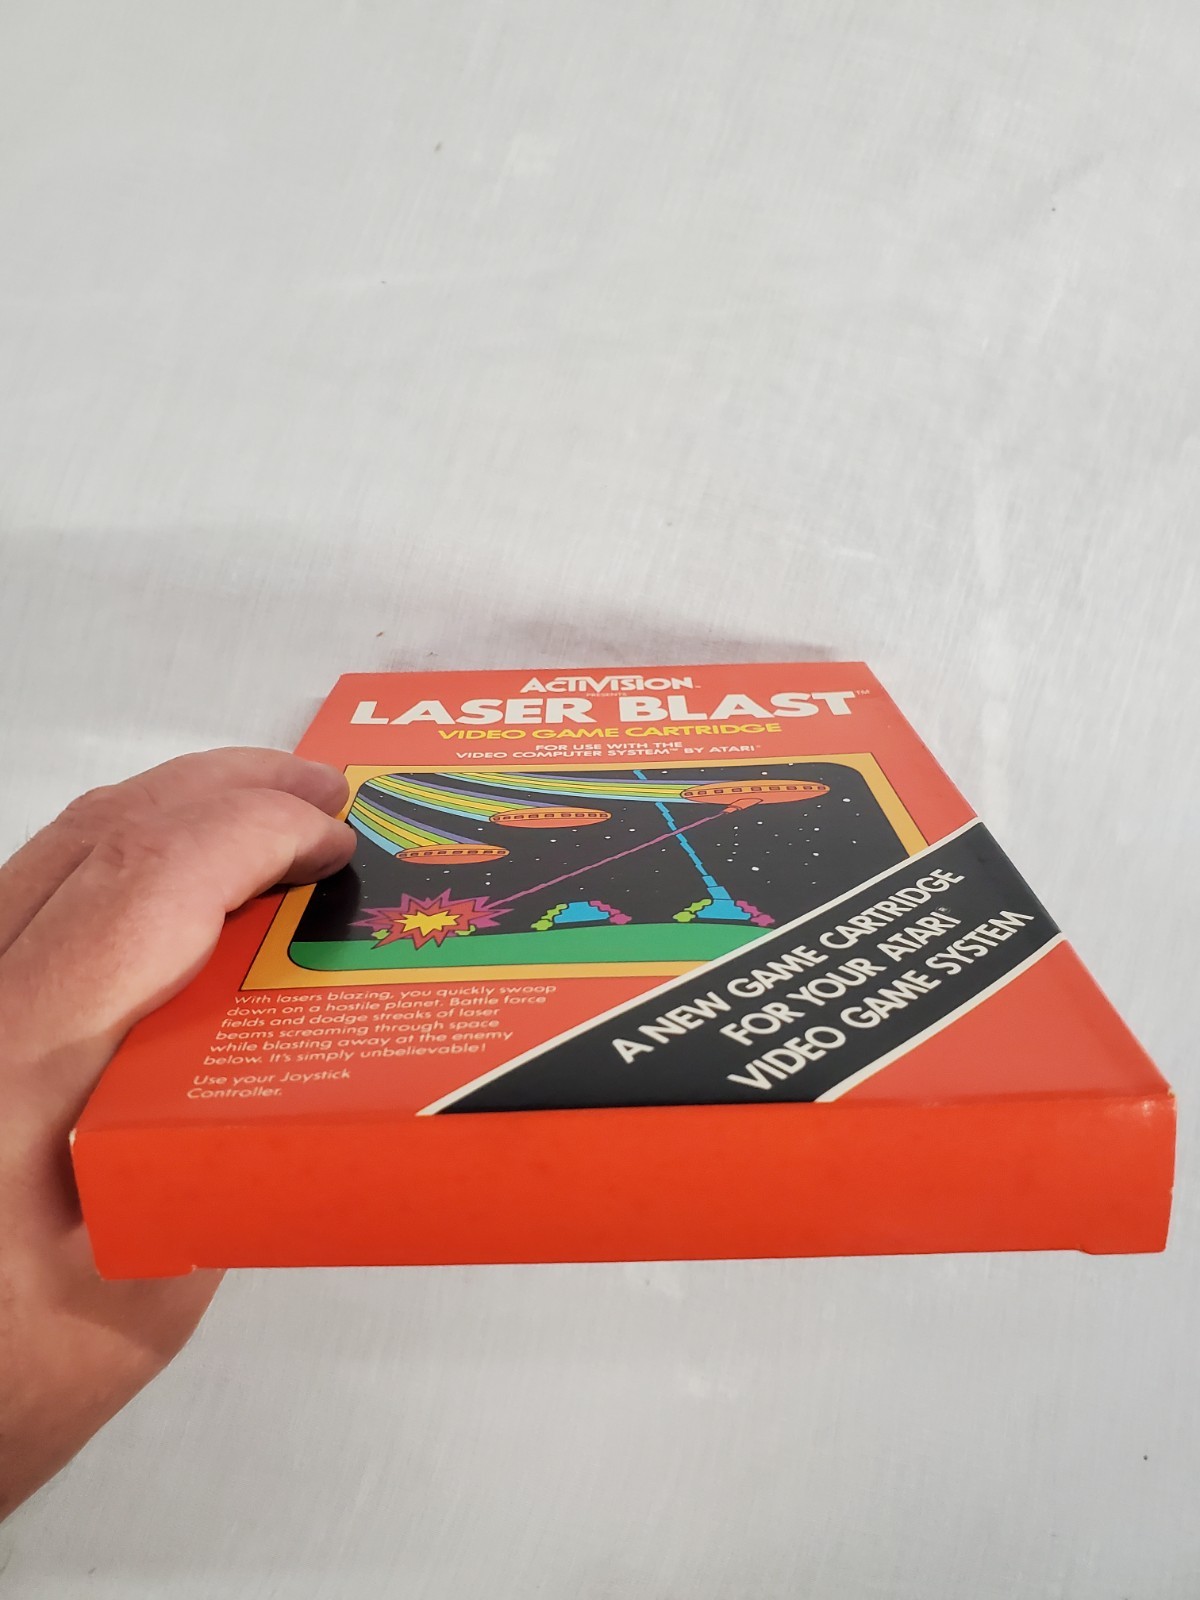 ACTIVISION™
PRESENTS
LASER BLAST™
VIDEO GAME CARTRIDGE
FOR USE WITH THE
VIDEO COMPUTER SYSTEM™ BY ATARI®
With lasers blazing, you quickly swoop
down on a hostile planet. Battle force
fields and dodge streaks of laser
beams screaming through space
while blasting away at the enemy
below. It's simply unbelievable!
Use your Joystick
Controller.
A NEW GAME CARTRIDGE
FOR YOUR ATARI®
VIDEO GAME SYSTEM